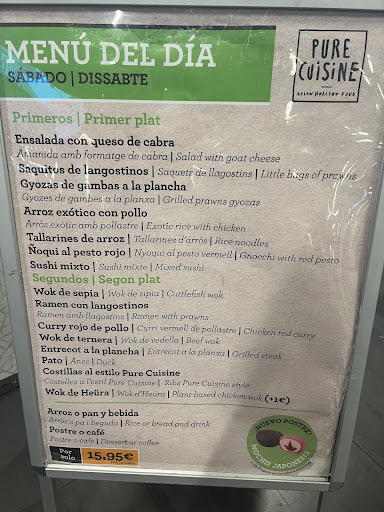 MENÚ DEL DÍA
SÁBADO | DISSABTE
PURE
CUISINE
ASIAN HEALTHY FOOD
Primeros | Primer plat
Ensalada con queso de cabra
Amanida amb formatge de cabra | Salad with goat cheese
Saquitos de langostinos | Saquets de llagostins | Little bags of prawns
Gyozas de gambas a la plancha
Gyozes de gambes a la planxa | Grilled prawns gyozas
Arroz exótico con pollo
Arròs exòtic amb pollastre | Exotic rice with chicken
Tallarines de arroz | Tallarines d'arròs | Rice noodles
Ñoqui al pesto rojo | Nyoqui al pesto vermell | Gnocchi with red pesto
Sushi mixto | Sushi mixte | Mixed sushi
Segundos | Segon plat
Wok de sepia | Wok de sípia | Cuttlefish wok
Ramen con langostinos
Ramen amb llagostins | Ramen with prawns
Curry rojo de pollo | Curri vermell de pollastre | Chicken red curry
Wok de ternera | Wok de vedella | Beef wok
Entrecot a la plancha | Entrecot a la planxa | Grilled steak
Pato | Ànec | Duck
Costillas al estilo Pure Cuisine
Costelles a l'estil Pure Cuisine | Ribs Pure Cuisine style
Wok de Heüra | Wok d'Heüra | Plant-based chicken wok (+1€)
Arroz o pan y bebida
Arròs o pa i beguda | Rice or bread and drink
Postre o café
Postre o cafè | Dessert or coffee
Por solo
15,95€
¡NUEVO POSTRE!
MOCHIS JAPONESES